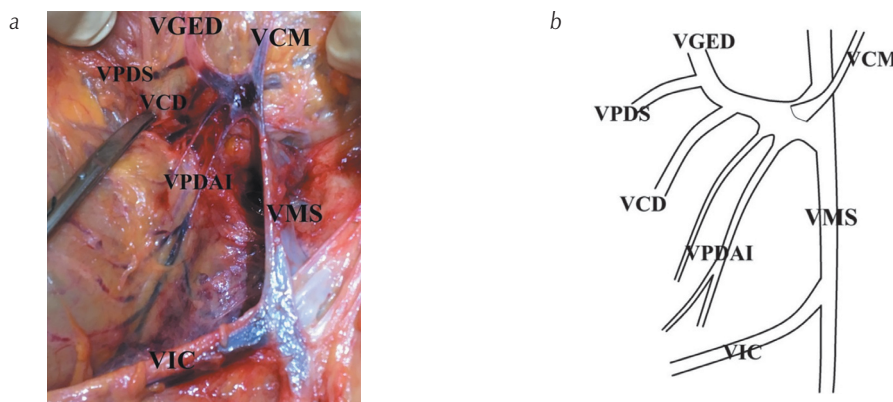 a
VGED
VCM
VPDS
VCD
VPDAI
VMS
VIC
b
VGED
VCM
VPDS
VCD
VMS
VPDAI
VIC